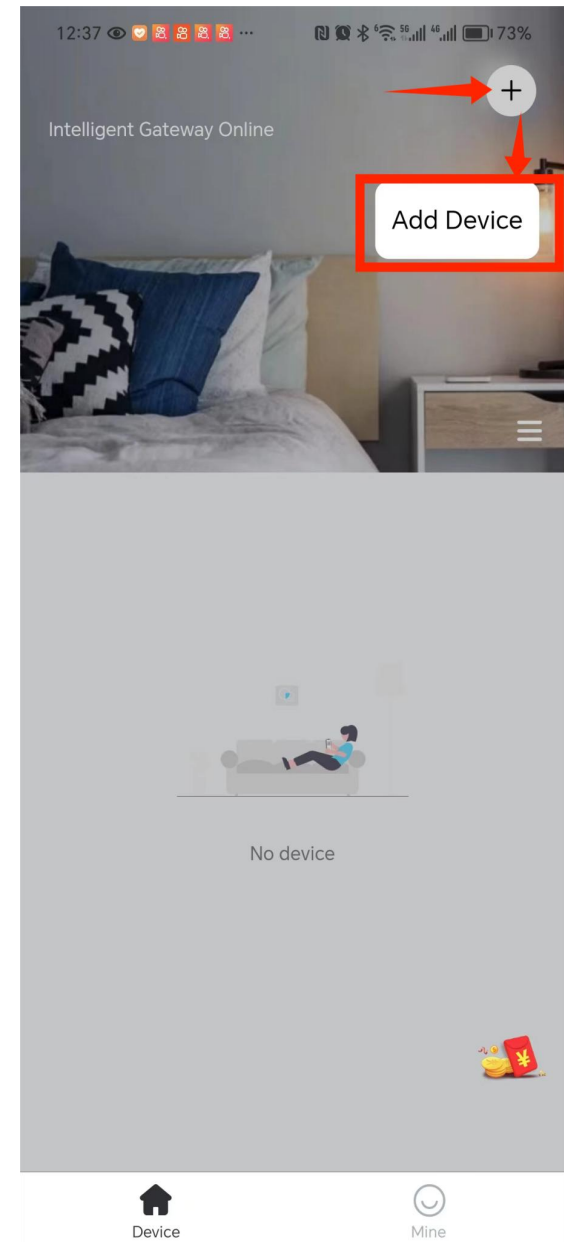 12:37
73%
Intelligent Gateway Online
Add Device
No device
¥
Device
Mine